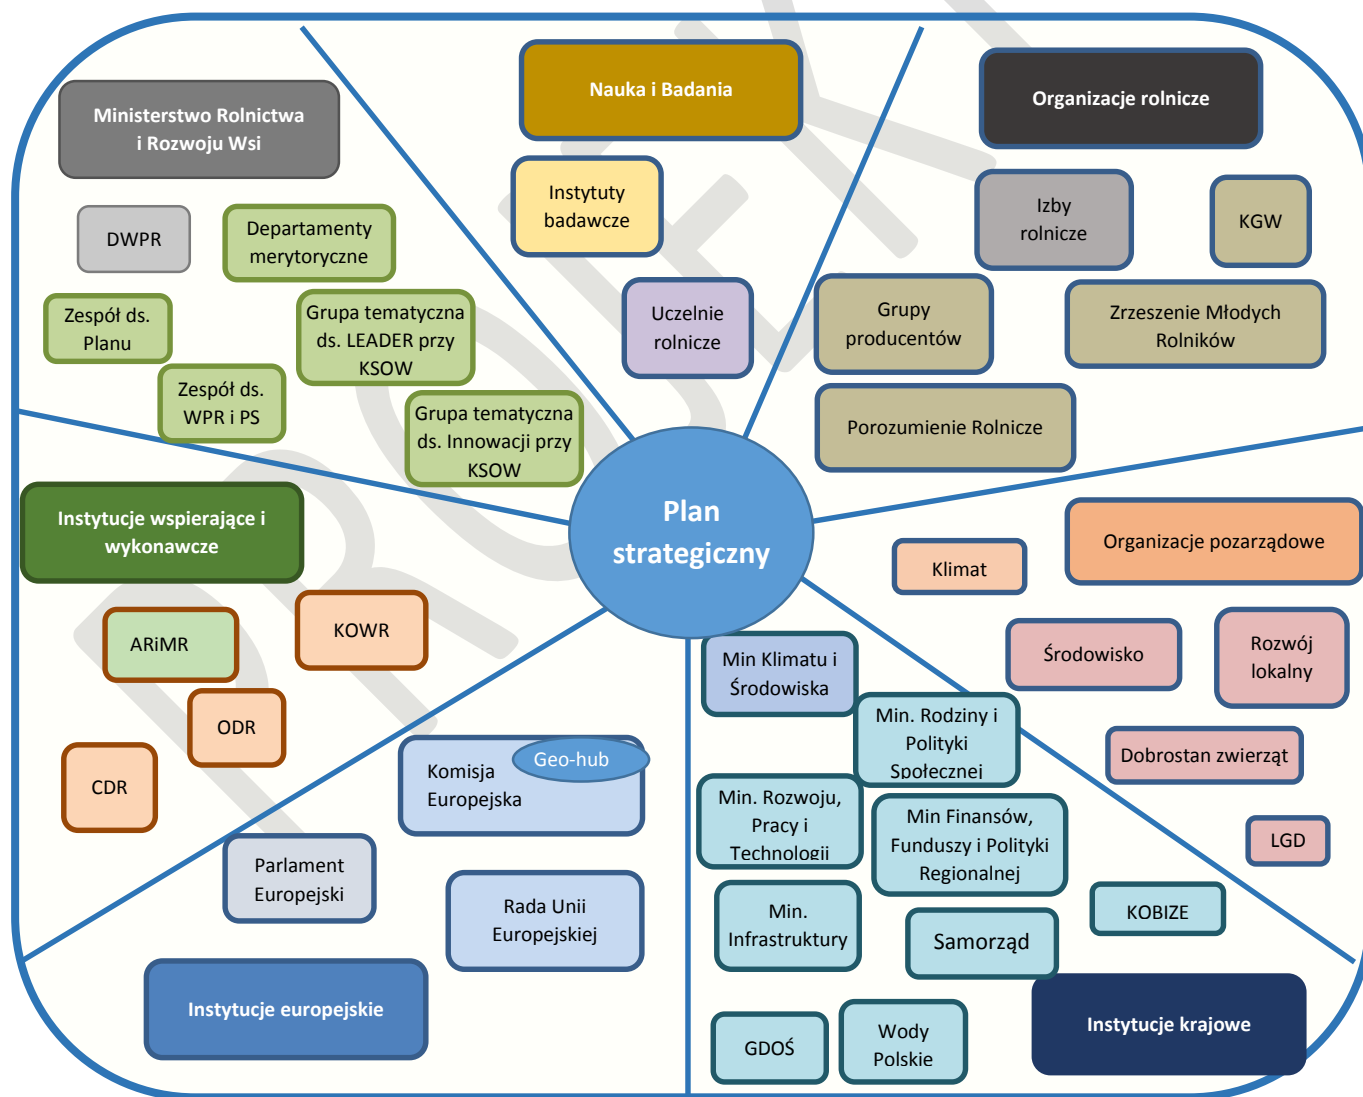 Ministerstwo Rolnictwa
i Rozwoju Wsi
DWPR
Departamenty
merytoryczne
Zespół ds.
Planu
Grupa tematyczna
ds. LEADER przy
KSOW
Zespół ds.
WPR i PS
Grupa tematyczna
ds. Innowacji przy
KSOW
Nauka i Badania
Instytuty
badawcze
Uczelnie
rolnicze
Organizacje rolnicze
Izby
rolnicze
KGW
Grupy
producentów
Zrzeszenie Młodych
Rolników
Porozumienie Rolnicze
Plan
strategiczny
Instytucje wspierające i
wykonawcze
ARiMR
KOWR
ODR
CDR
Organizacje pozarządowe
Klimat
Środowisko
Rozwój
lokalny
Dobrostan zwierząt
LGD
Komisja
Europejska
Geo-hub
Parlament
Europejski
Rada Unii
Europejskiej
Instytucje europejskie
Min Klimatu i
Środowiska
Min. Rodziny i
Polityki
Społecznej
Min. Rozwoju,
Pracy i
Technologii
Min Finansów,
Funduszy i Polityki
Regionalnej
Min.
Infrastruktury
Samorząd
KOBIZE
GDOŚ
Wody
Polskie
Instytucje krajowe
PROJEKT